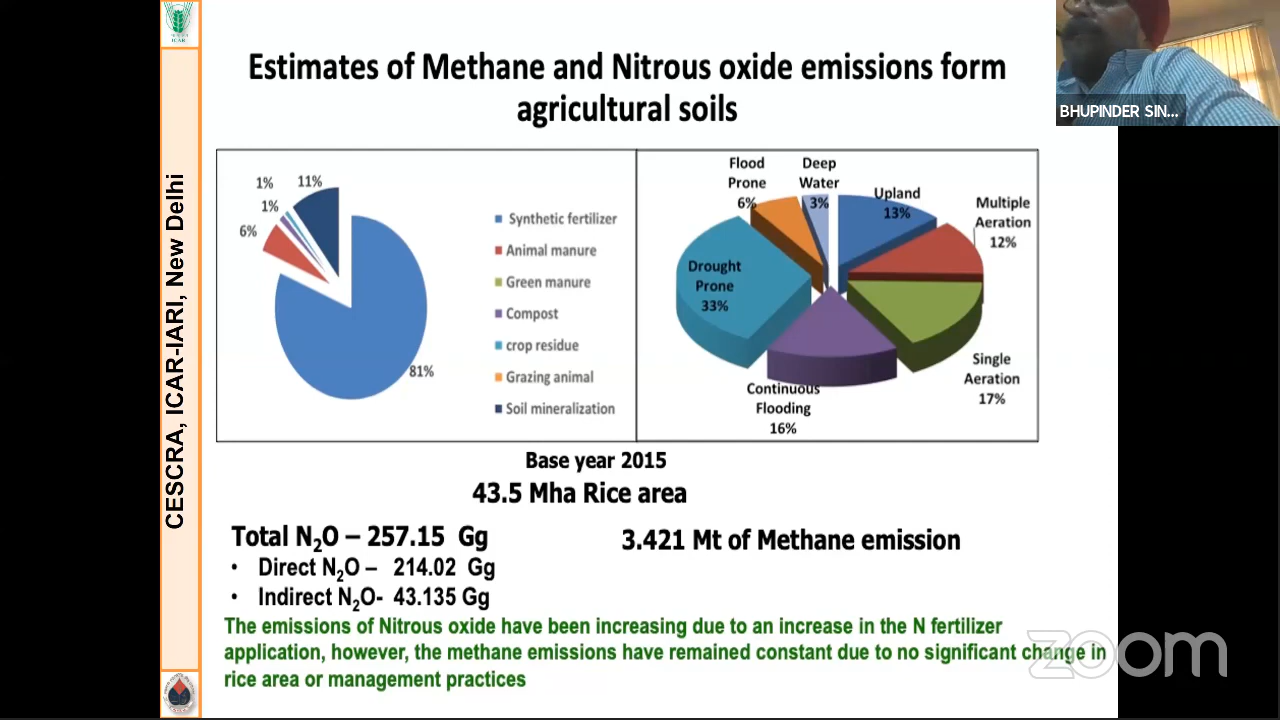 ICAR
CESCRA, ICAR-IARI, New Delhi
Estimates of Methane and Nitrous oxide emissions form
agricultural soils
BHUPINDER SIN...
1%
11%
1%
6%
81%
Synthetic fertilizer
Animal manure
Green manure
Compost
crop residue
Grazing animal
Soil mineralization
Flood
Prone
6%
Deep
Water
3%
Upland
13%
Multiple
Aeration
12%
Drought
Prone
33%
Single
Aeration
17%
Continuous
Flooding
16%
Base year 2015
43.5 Mha Rice area
Total N₂O – 257.15 Gg
• Direct N₂O – 214.02 Gg
• Indirect N₂O- 43.135 Gg
3.421 Mt of Methane emission
The emissions of Nitrous oxide have been increasing due to an increase in the N fertilizer
application, however, the methane emissions have remained constant due to no significant change in
rice area or management practices
zoom